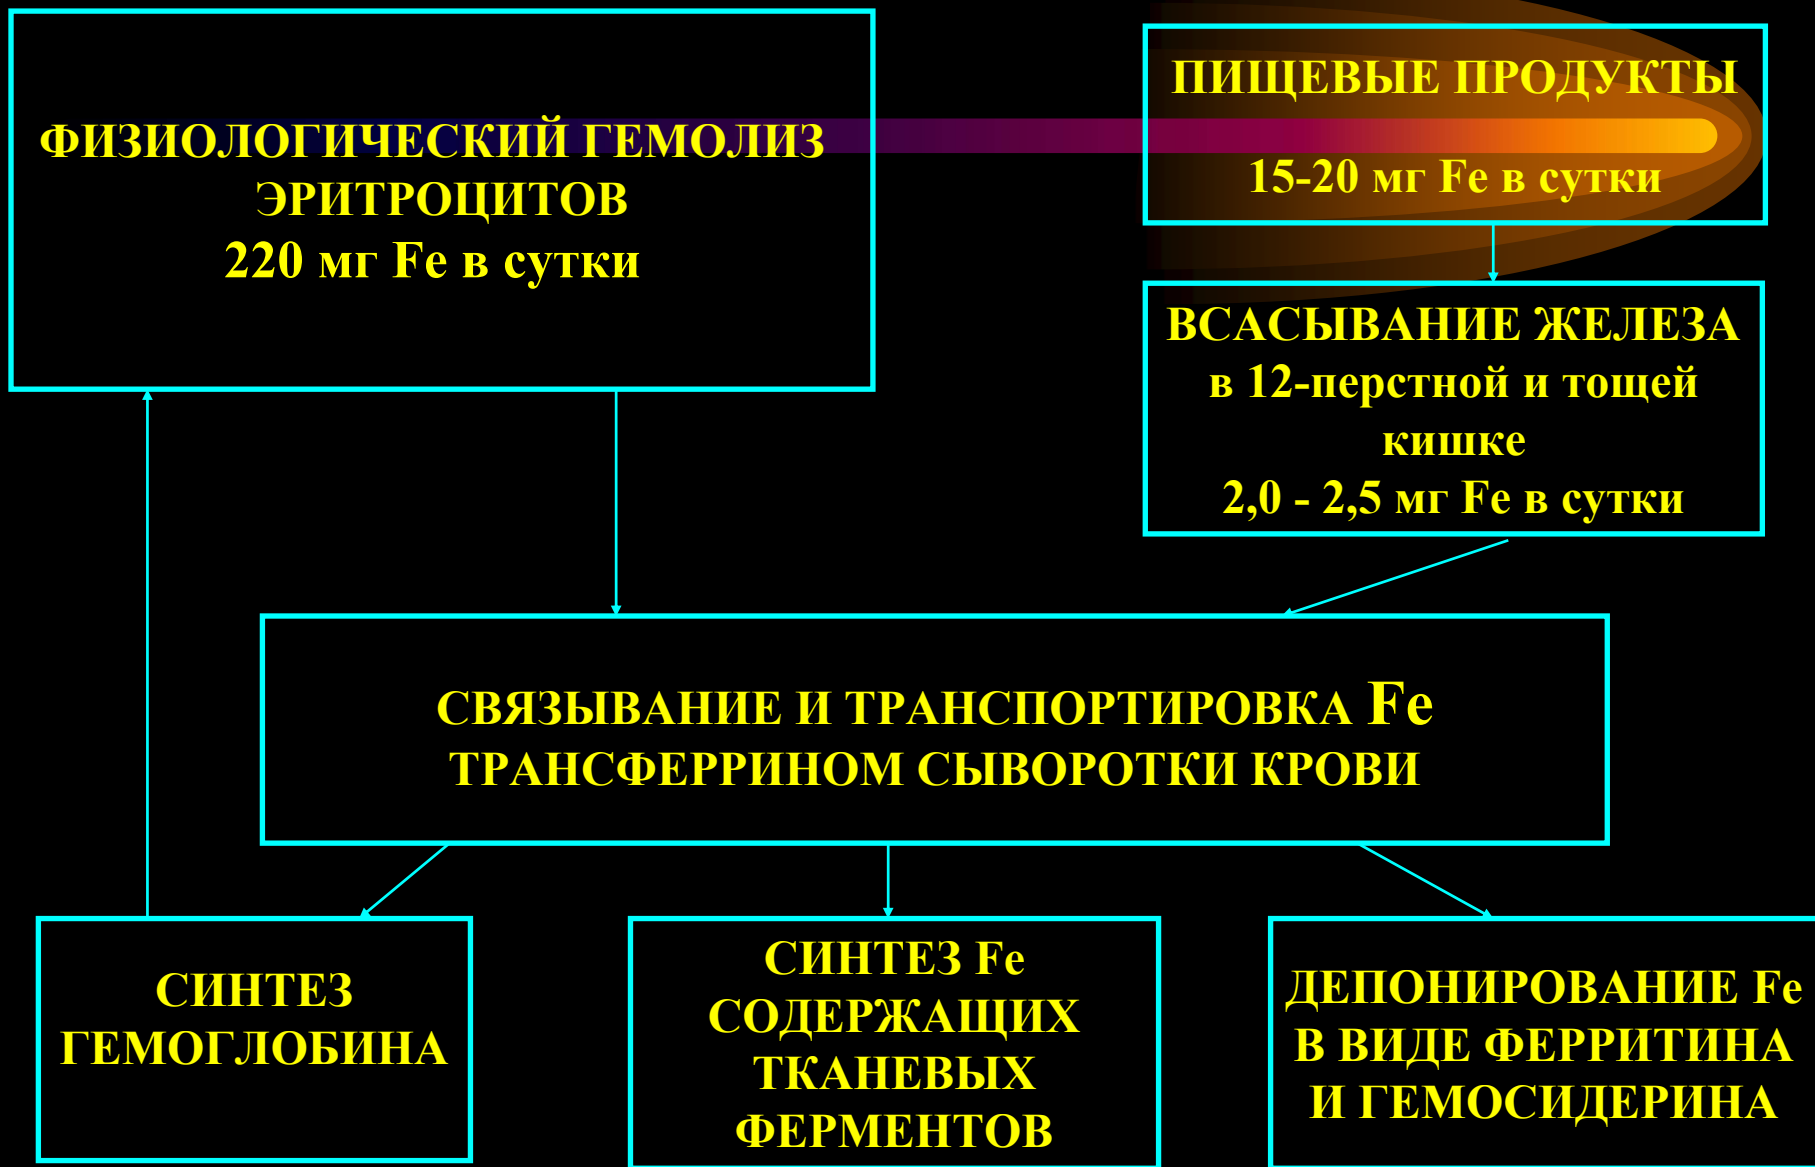 ФИЗИОЛОГИЧЕСКИЙ ГЕМОЛИЗ
ЭРИТРОЦИТОВ
220 мг Fe в сутки
ПИЩЕВЫЕ ПРОДУКТЫ
15-20 мг Fe в сутки
ВСАСЫВАНИЕ ЖЕЛЕЗА
в 12-перстной и тощей
кишке
2,0 - 2,5 мг Fe в сутки
СВЯЗЫВАНИЕ И ТРАНСПОРТИРОВКА Fe
ТРАНСФЕРРИНОМ СЫВОРОТКИ КРОВИ
СИНТЕЗ
ГЕМОГЛОБИНА
СИНТЕЗ Fe
СОДЕРЖАЩИХ
ТКАНЕВЫХ
ФЕРМЕНТОВ
ДЕПОНИРОВАНИЕ Fe
В ВИДЕ ФЕРРИТИНА
И ГЕМОСИДЕРИНА